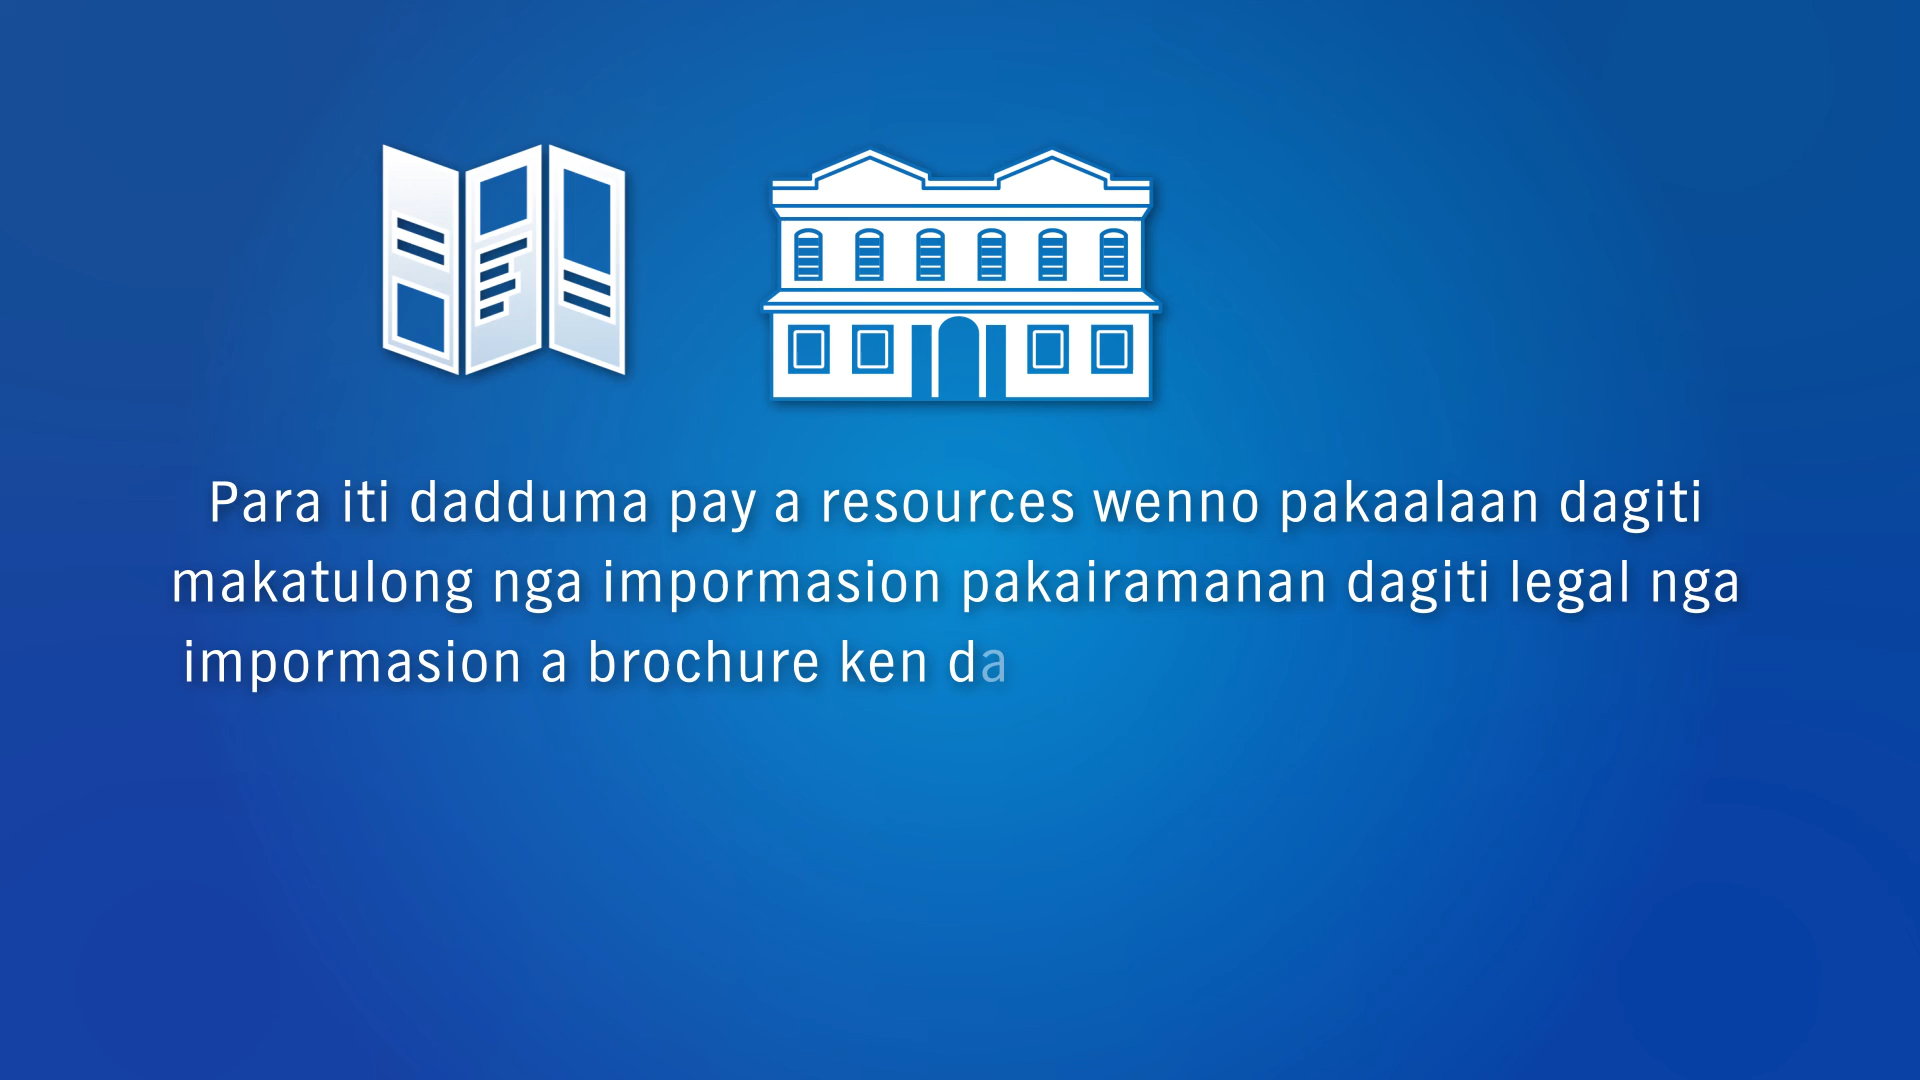 Para iti dadduma pay a resources wenno pakaalaan dagiti
makatulong nga impormasion pakairamanan dagiti legal nga
impormasion a brochure ken da